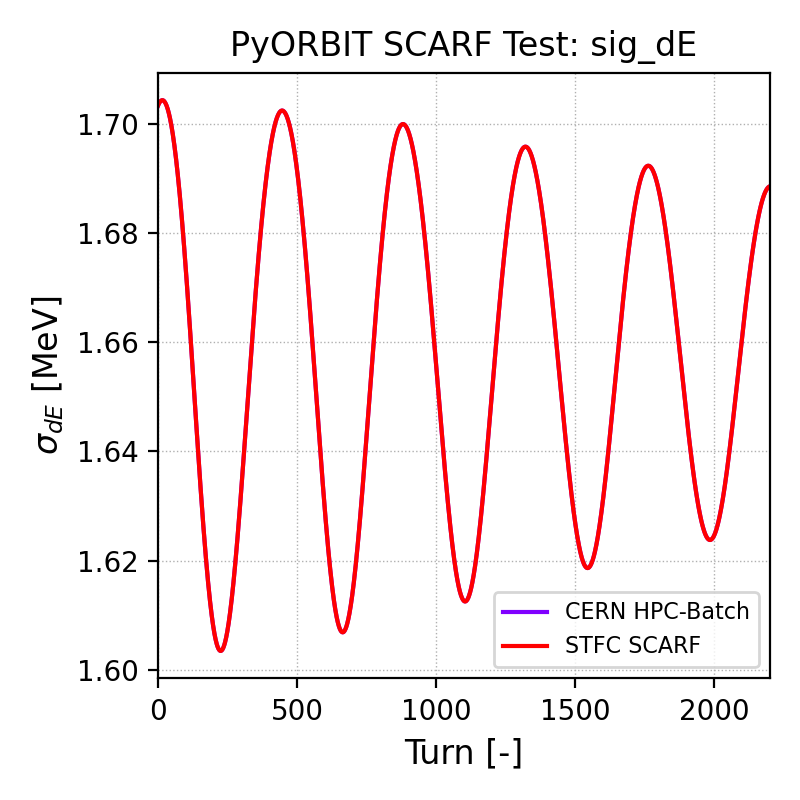 PyORBIT SCARF Test: sig_dE
σdE [MeV]
1.70
1.68
1.66
1.64
1.62
1.60
0 500 1000 1500 2000
Turn [-]
CERN HPC-Batch
STFC SCARF